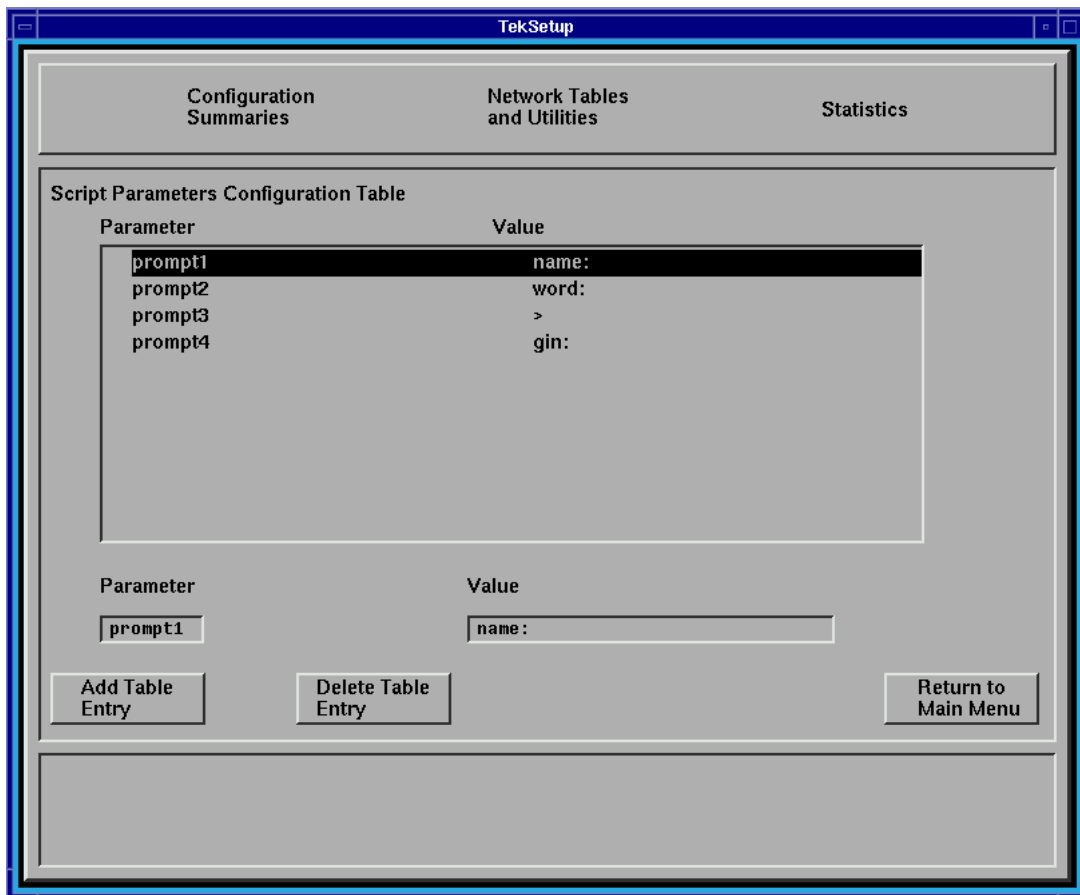 TekSetup
Configuration Summaries
Network Tables and Utilities
Statistics
Script Parameters Configuration Table
Parameter Value
prompt1 name:
prompt2 word:
prompt3 >
prompt4 gin:
Parameter Value
prompt1 name:
Add Table Entry
Delete Table Entry
Return to Main Menu